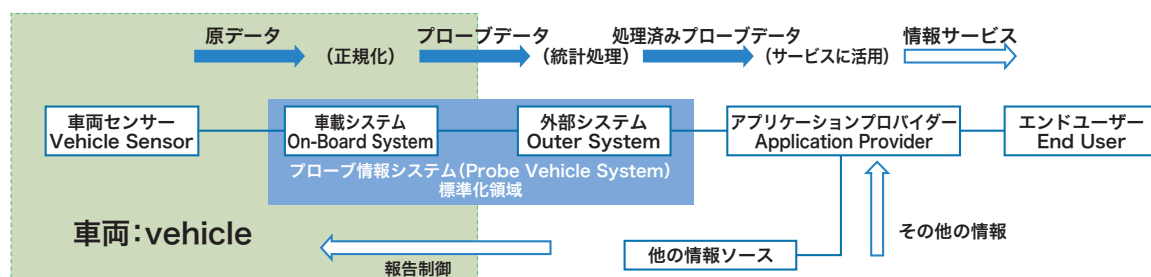 原データ
(正規化)
プローブデータ
(統計処理)
処理済みプローブデータ
(サービスに活用)
情報サービス
車両センサー
Vehicle Sensor
車載システム
On-Board System
外部システム
Outer System
アプリケーションプロバイダー
Application Provider
エンドユーザー
End User
プローブ情報システム(Probe Vehicle System)
標準化領域
車両:vehicle
報告制御
他の情報ソース
その他の情報